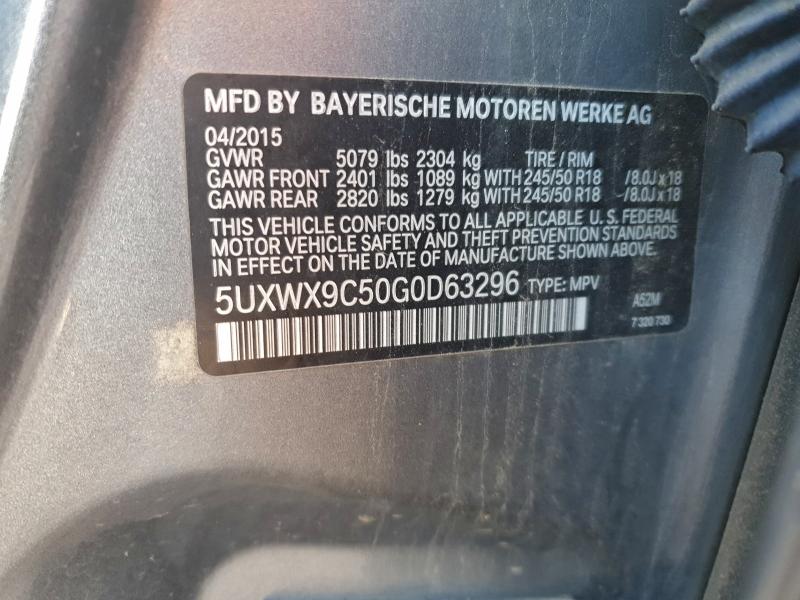 MFD BY BAYERISCHE MOTOREN WERKE AG
04/2015
GVWR 5079 lbs 2304 kg TIRE / RIM
GAWR FRONT 2401 lbs 1089 kg WITH 245/50 R18 /8.0J x 18
GAWR REAR 2820 lbs 1279 kg WITH 245/50 R18 –/8.0J x 18
THIS VEHICLE CONFORMS TO ALL APPLICABLE U. S. FEDERAL
MOTOR VEHICLE SAFETY AND THEFT PREVENTION STANDARDS
IN EFFECT ON THE DATE OF MANUFACTURE SHOWN ABOVE.
5UXWX9C50G0D63296 TYPE: MPV
A52M
7 320 730